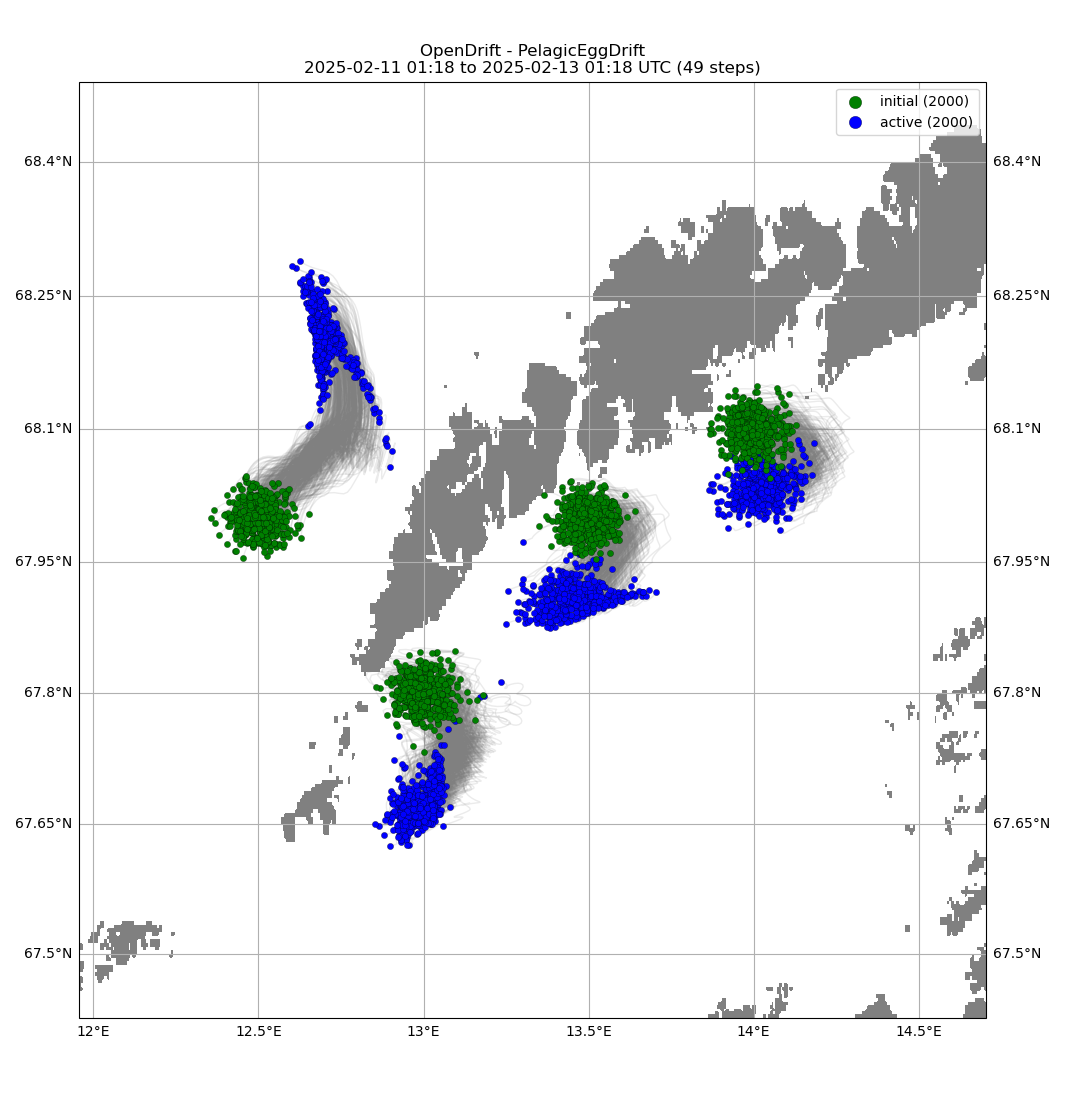 OpenDrift - PelagicEggDrift
2025-02-11 01:18 to 2025-02-13 01:18 UTC (49 steps)
initial (2000)
active (2000)
68.4°N
68.4°N
68.25°N
68.25°N
68.1°N
68.1°N
67.95°N
67.95°N
67.8°N
67.8°N
67.65°N
67.65°N
67.5°N
67.5°N
12°E
12.5°E
13°E
13.5°E
14°E
14.5°E